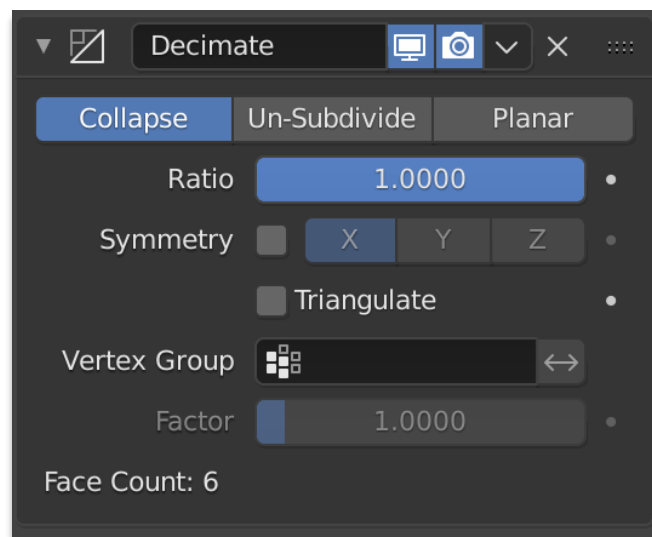 Decimate
Collapse Un-Subdivide Planar
Ratio 1.0000
Symmetry X Y Z
Triangulate
Vertex Group
Factor 1.0000
Face Count: 6